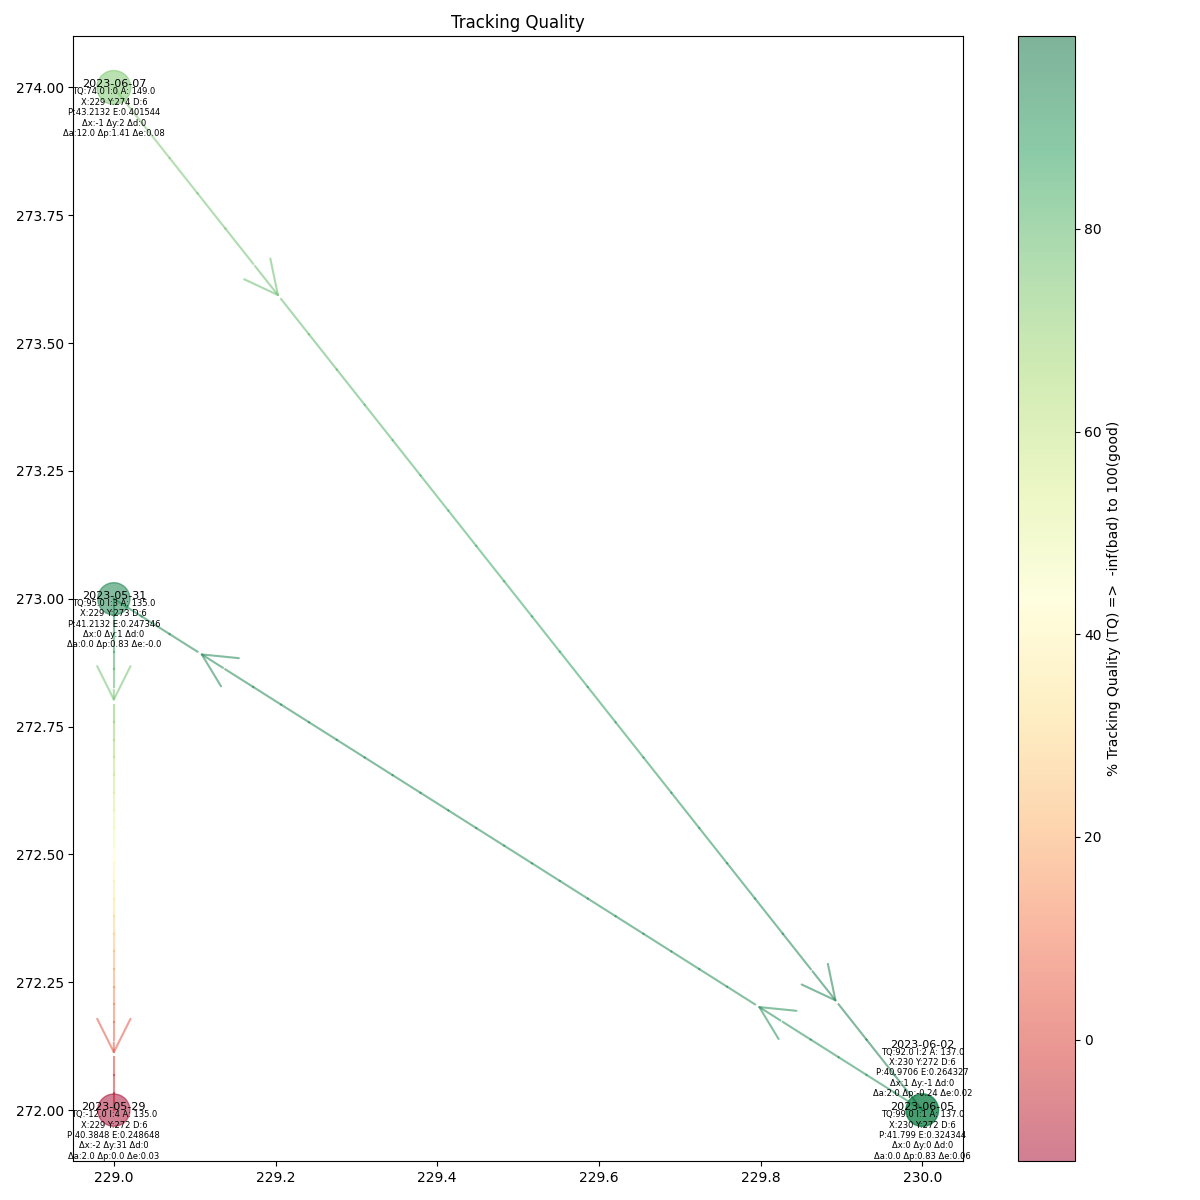 Tracking Quality
274.00
273.75
273.50
273.25
273.00
272.75
272.50
272.25
272.00
229.0
229.2
229.4
229.6
229.8
230.0
2023-06-07
TQ:74.0 I:0 A: 149.0
X:229 Y:274 D:6
P:43.2132 E:0.401544
Δx:-1 Δy:2 Δd:0
Δa:12.0 Δp:1.41 Δe:0.08
2023-05-31
TQ:95.0 I:3 A: 135.0
X:229 Y:273 D:6
P:41.2132 E:0.247346
Δx:0 Δy:1 Δd:0
Δa:0.0 Δp:0.83 Δe:-0.0
2023-06-02
TQ:92.0 I:2 A: 137.0
X:230 Y:272 D:6
P:40.9706 E:0.264327
Δx:1 Δy:-1 Δd:0
Δa:2.0 Δp:-0.24 Δe:0.02
2023-06-05
TQ:99.0 I:1 A: 137.0
X:230 Y:272 D:6
P:41.799 E:0.324344
Δx:0 Δy:0 Δd:0
Δa:0.0 Δp:0.83 Δe:0.06
2023-05-29
TQ:-12.0 I:4 A: 135.0
X:229 Y:272 D:6
P:40.3848 E:0.248648
Δx:-2 Δy:31 Δd:0
Δa:2.0 Δp:0.0 Δe:0.03
80
60
40
20
0
% Tracking Quality (TQ) => -inf(bad) to 100(good)